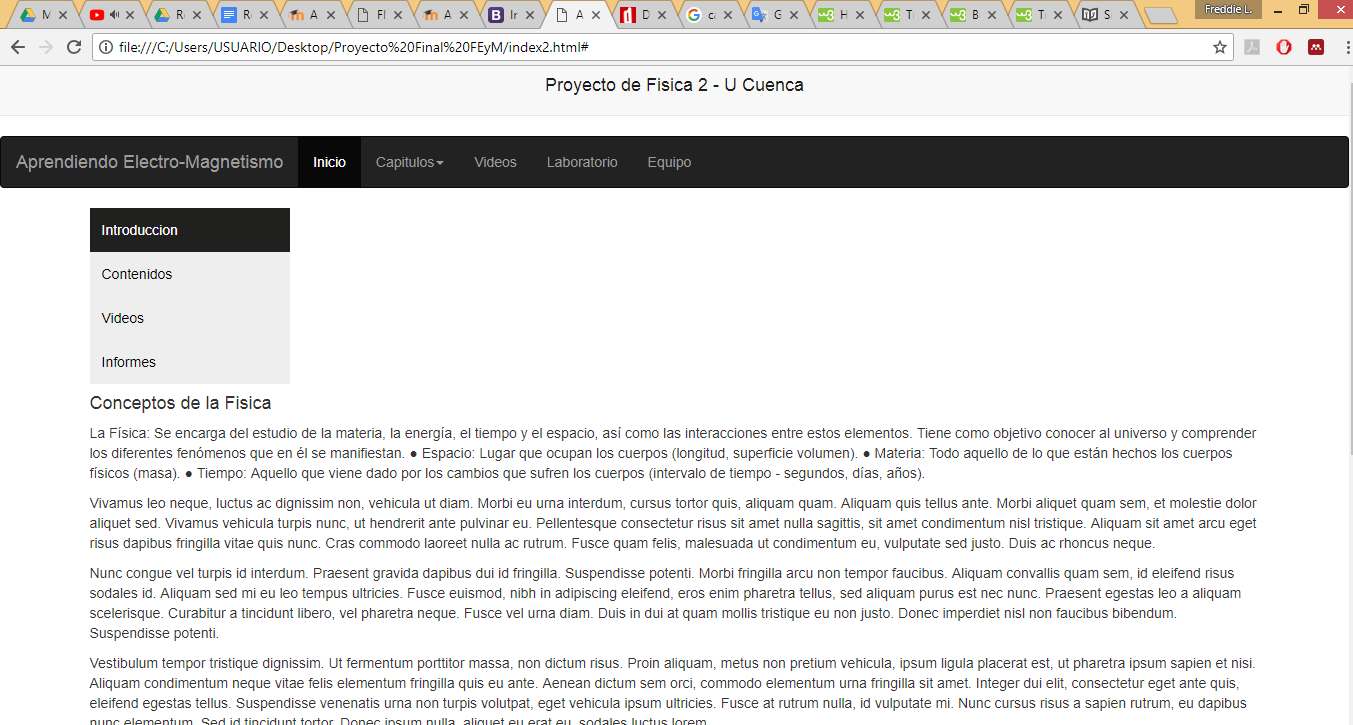 M
R
R
A
Fl
A
Ir
A
D
ca
G
H
Ti
B
Ti
S
Freddie L.
file:///C:/Users/USUARIO/Desktop/Proyecto%20Final%20FEyM/index2.html#
Proyecto de Fisica 2 - U Cuenca
Aprendiendo Electro-Magnetismo Inicio Capitulos Videos Laboratorio Equipo
Introduccion
Contenidos
Videos
Informes
Conceptos de la Fisica
La Física: Se encarga del estudio de la materia, la energía, el tiempo y el espacio, así como las interacciones entre estos elementos. Tiene como objetivo conocer al universo y comprender
los diferentes fenómenos que en él se manifiestan. ● Espacio: Lugar que ocupan los cuerpos (longitud, superficie volumen). ● Materia: Todo aquello de lo que están hechos los cuerpos
físicos (masa). ● Tiempo: Aquello que viene dado por los cambios que sufren los cuerpos (intervalo de tiempo - segundos, días, años).
Vivamus leo neque, luctus ac dignissim non, vehicula ut diam. Morbi eu urna interdum, cursus tortor quis, aliquam quam. Aliquam quis tellus ante. Morbi aliquet quam sem, et molestie dolor
aliquet sed. Vivamus vehicula turpis nunc, ut hendrerit ante pulvinar eu. Pellentesque consectetur risus sit amet nulla sagittis, sit amet condimentum nisl tristique. Aliquam sit amet arcu eget
risus dapibus fringilla vitae quis nunc. Cras commodo laoreet nulla ac rutrum. Fusce quam felis, malesuada ut condimentum eu, vulputate sed justo. Duis ac rhoncus neque.
Nunc congue vel turpis id interdum. Praesent gravida dapibus dui id fringilla. Suspendisse potenti. Morbi fringilla arcu non tempor faucibus. Aliquam convallis quam sem, id eleifend risus
sodales id. Aliquam sed mi eu leo tempus ultricies. Fusce euismod, nibh in adipiscing eleifend, eros enim pharetra tellus, sed aliquam purus est nec nunc. Praesent egestas leo a aliquam
scelerisque. Curabitur a tincidunt libero, vel pharetra neque. Fusce vel urna diam. Duis in dui at quam mollis tristique eu non justo. Donec imperdiet nisl non faucibus bibendum.
Suspendisse potenti.
Vestibulum tempor tristique dignissim. Ut fermentum porttitor massa, non dictum risus. Proin aliquam, metus non pretium vehicula, ipsum ligula placerat est, ut pharetra ipsum sapien et nisi.
Aliquam condimentum neque vitae felis elementum fringilla quis eu ante. Aenean dictum sem orci, commodo elementum urna fringilla sit amet. Integer dui elit, consectetur eget ante quis,
eleifend egestas tellus. Suspendisse venenatis urna non turpis volutpat, eget vehicula ipsum ultricies. Fusce at rutrum nulla, id vulputate mi. Nunc cursus risus a sapien rutrum, eu dapibus
nunc elementum. Sed id tincidunt tortor. Donec ipsum nulla, aliquet eu erat eu, sodales luctus lorem.